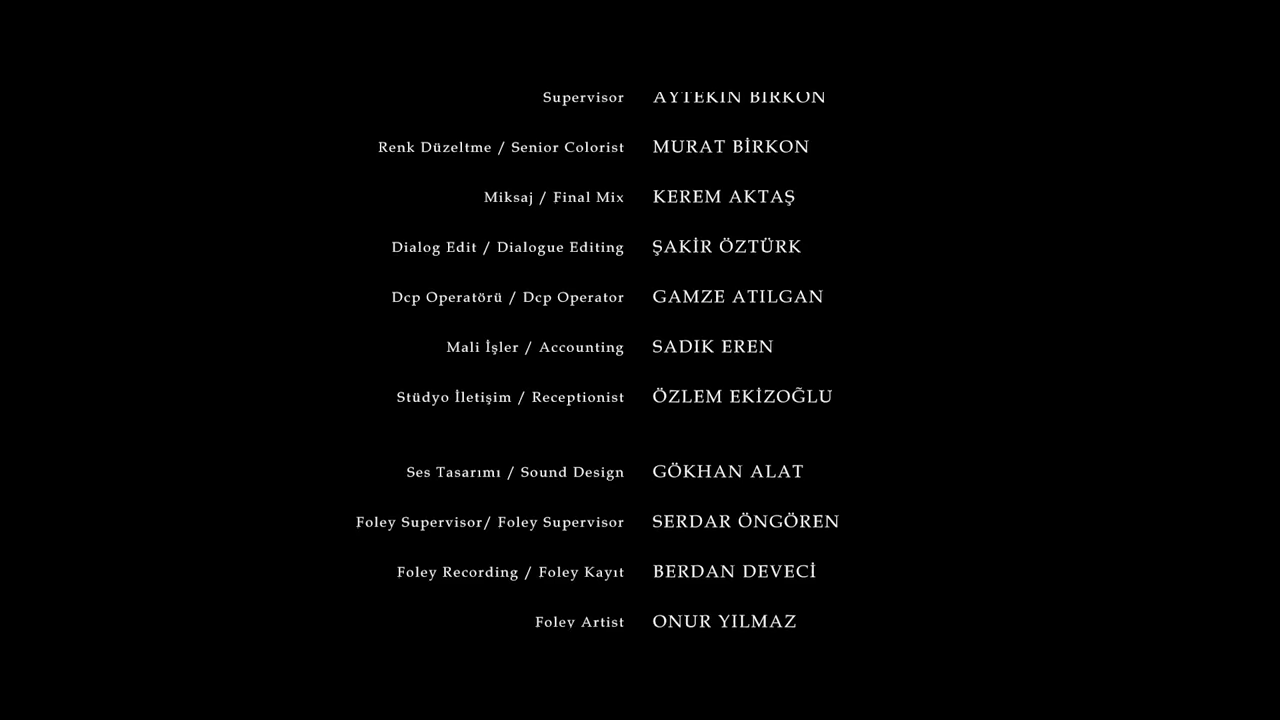 Supervisor AYTEKİN BİRKON
Renk Düzeltme / Senior Colorist MURAT BİRKON
Miksaj / Final Mix KEREM AKTAŞ
Dialog Edit / Dialogue Editing ŞAKİR ÖZTÜRK
Dcp Operatörü / Dcp Operator GAMZE ATILGAN
Mali İşler / Accounting SADIK EREN
Stüdyo İletişim / Receptionist ÖZLEM EKİZOĞLU
Ses Tasarımı / Sound Design GÖKHAN ALAT
Foley Supervisor/ Foley Supervisor SERDAR ÖNGÖREN
Foley Recording / Foley Kayıt BERDAN DEVECİ
Foley Artist ONUR YILMAZ